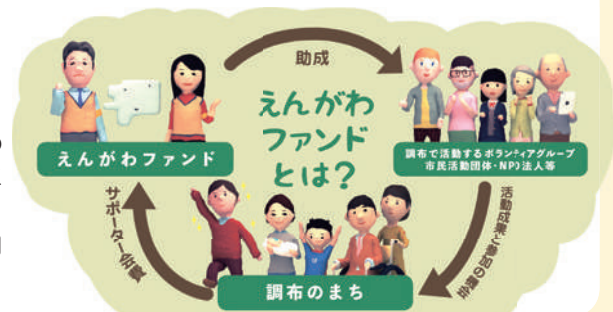 助成
えんがわ
ファンド
とは?
えんがわファンド
調布で活動するボランティアグループ
市民活動団体・NPO法人等
サポーター会費
活動成果と参加の機会
調布のまち